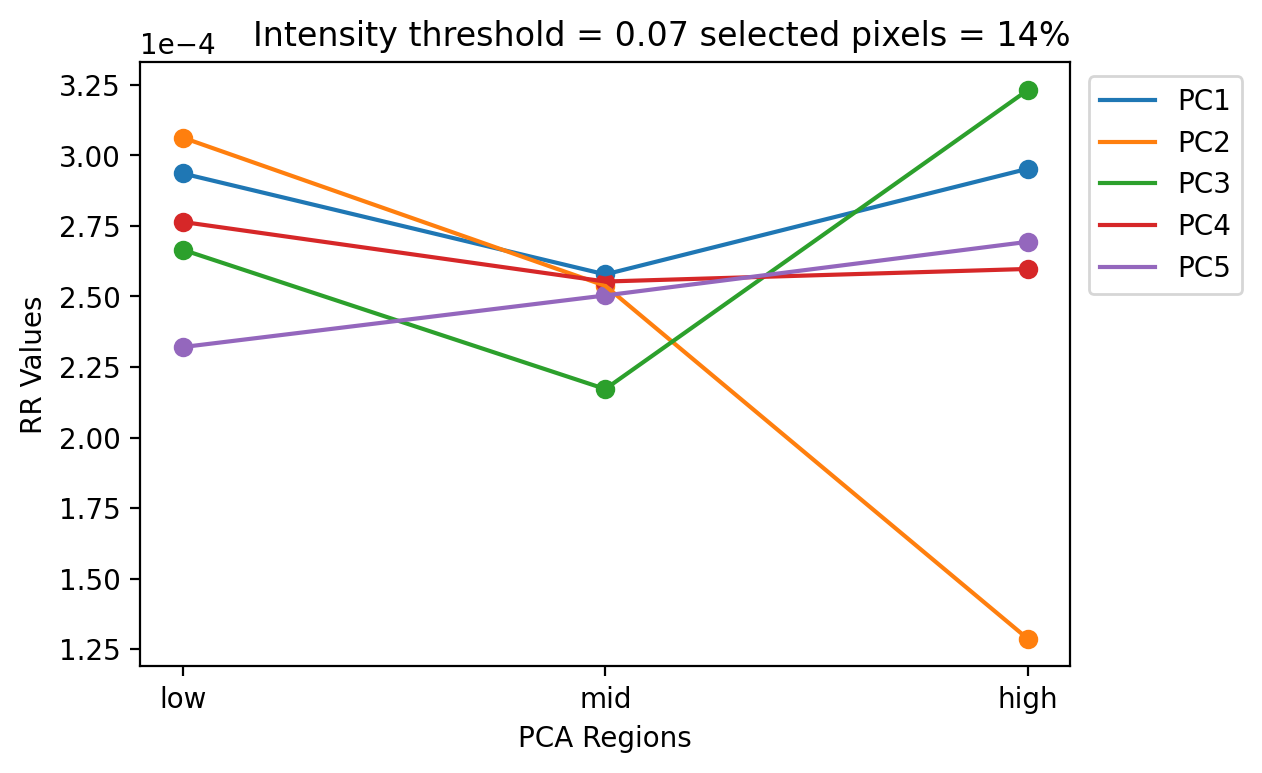 Intensity threshold = 0.07 selected pixels = 14%
1e−4
3.25
3.00
2.75
2.50
2.25
2.00
1.75
1.50
1.25
RR Values
low mid high
PCA Regions
PC1
PC2
PC3
PC4
PC5